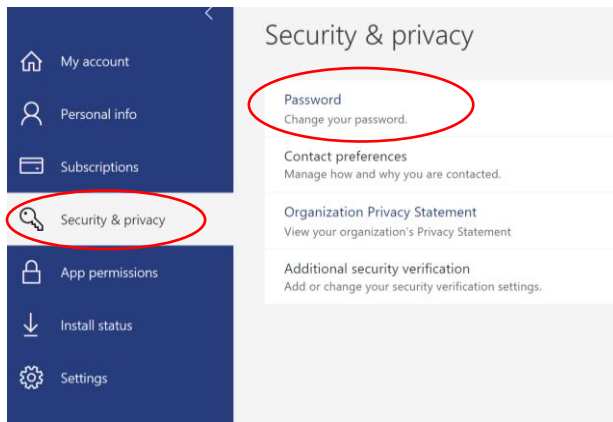 My account
Personal info
Subscriptions
Security & privacy
App permissions
Install status
Settings
Security & privacy
Password
Change your password.
Contact preferences
Manage how and why you are contacted.
Organization Privacy Statement
View your organization's Privacy Statement
Additional security verification
Add or change your security verification settings.